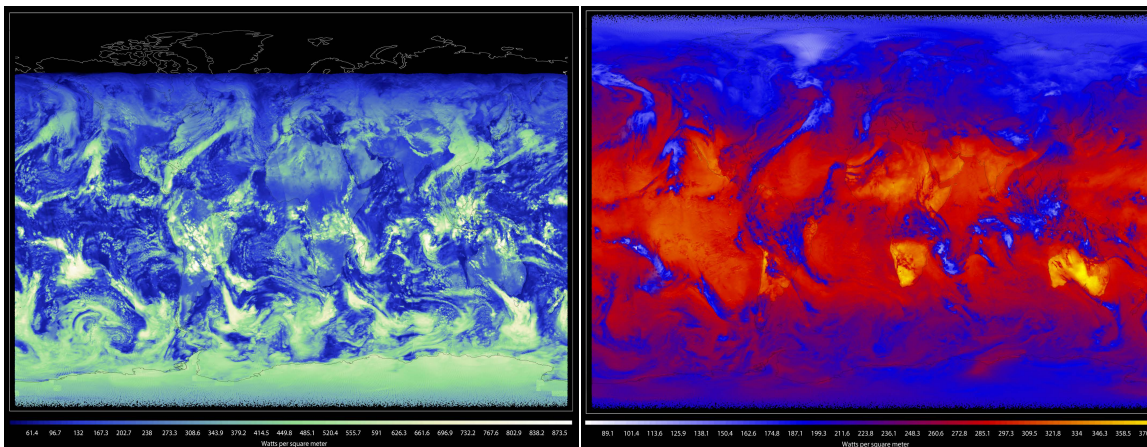 61.4 96.7 132 167.3 202.7 238 273.3 308.6 343.9 379.2 414.5 449.8 485.1 520.4 555.7 591 626.3 661.6 696.9 732.2 767.6 802.9 838.2 873.5
Watts per square meter
89.1 101.4 113.6 125.9 138.1 150.4 162.6 174.8 187.1 199.3 211.6 223.8 236.1 248.3 260.6 272.8 285.1 297.3 309.5 321.8 334 346.3 358.5
Watts per square meter